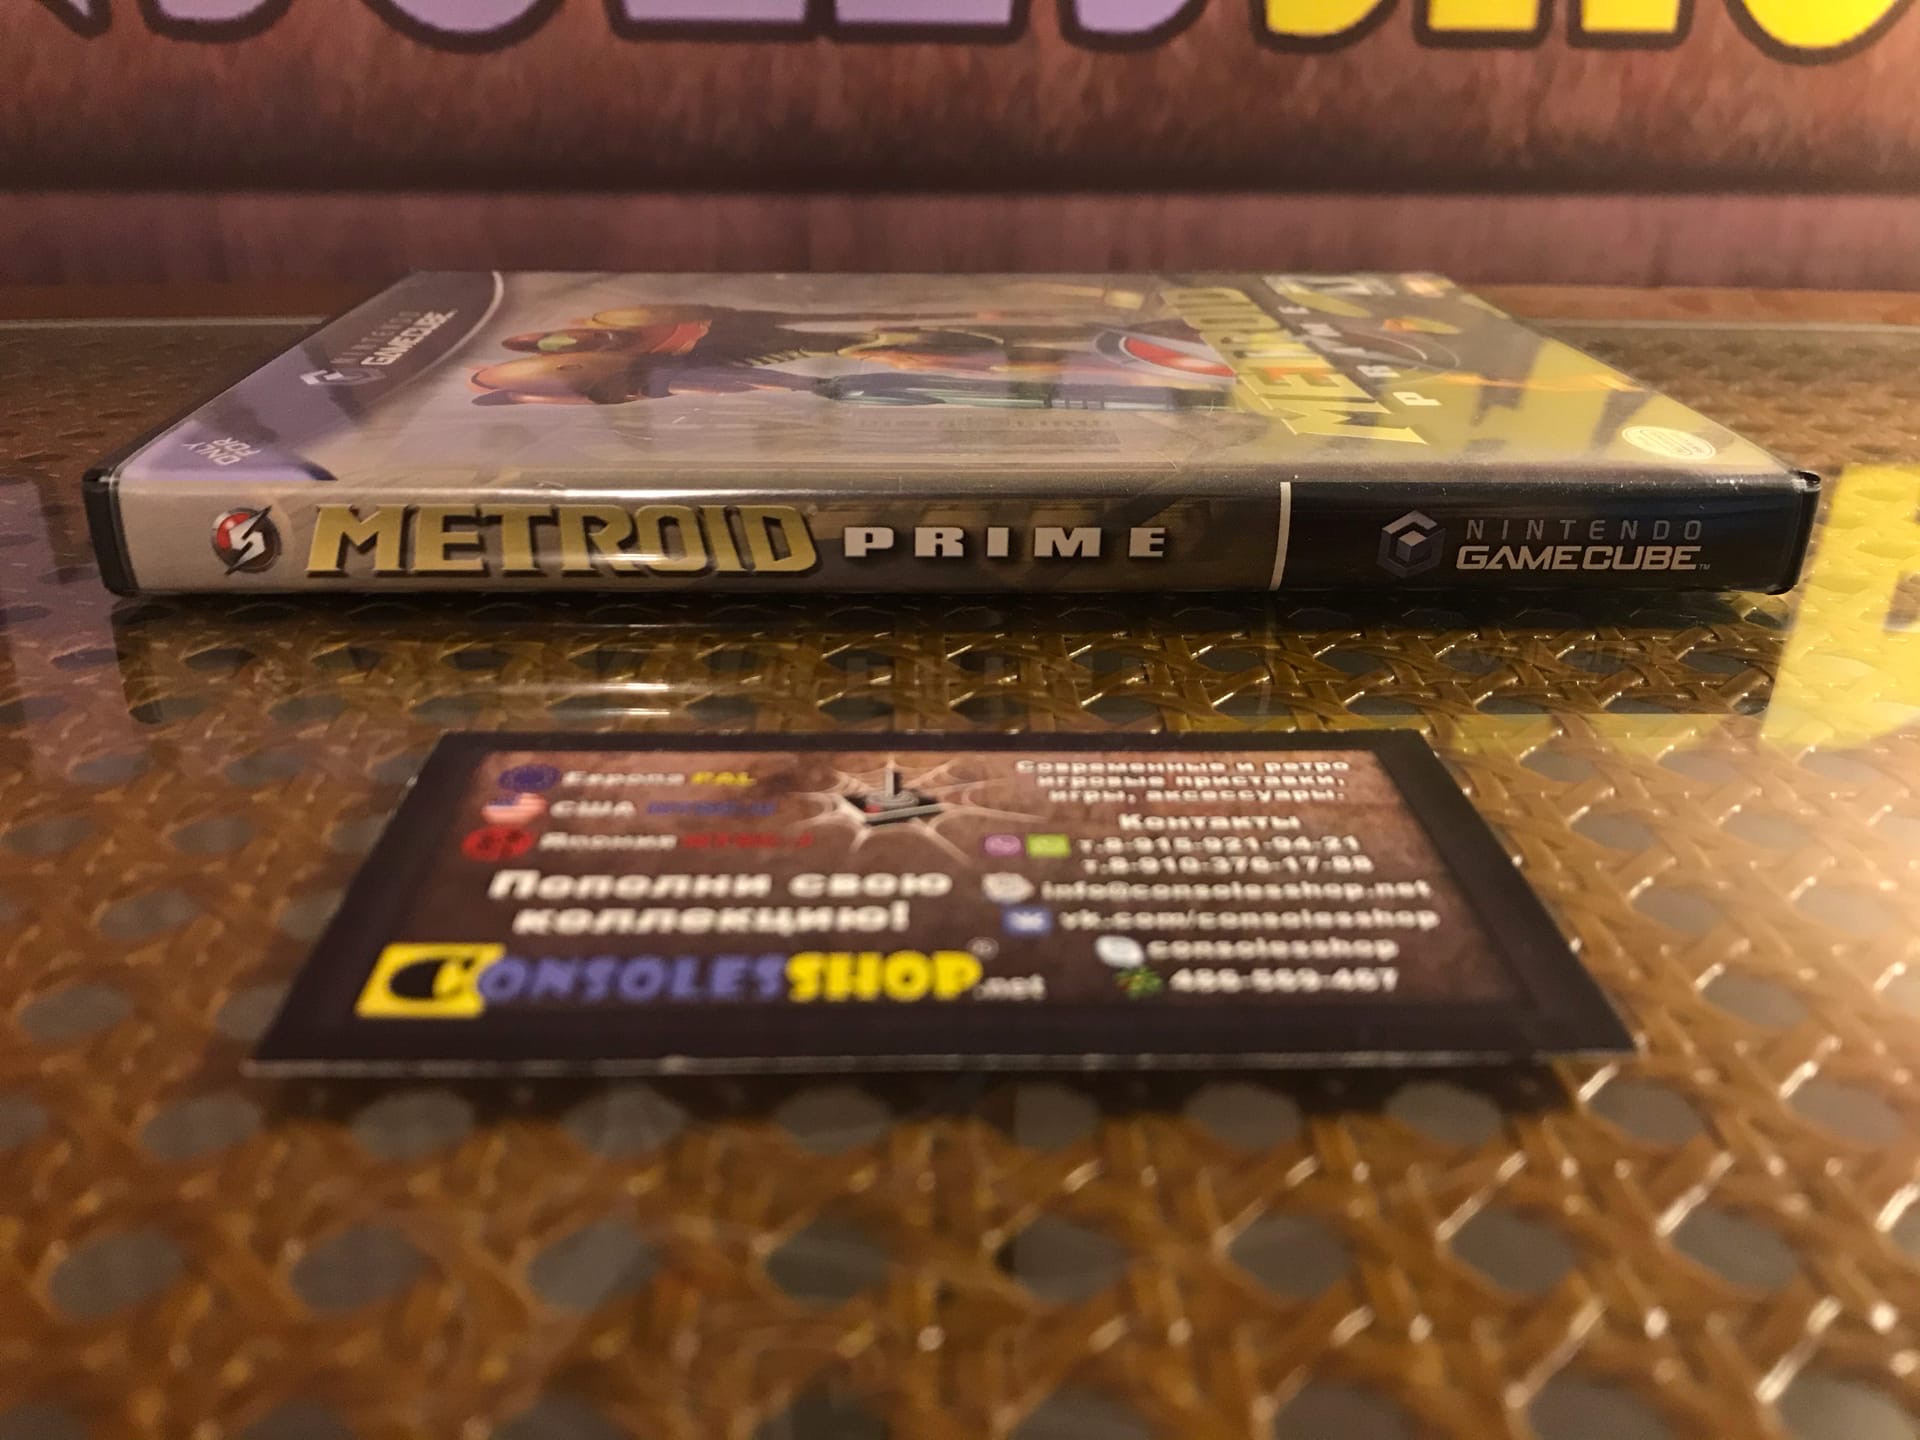 NINTENDO
GAMECUBE™
ONLY
FOR
METROID
PRIME
METROID PRIME
NINTENDO
GAMECUBE™
Европа PAL
США
Япония
Пополни свою
коллекцию!
CONSOLESSHOP®.net
Современные и ретро
игровые приставки,
игры, аксессуары.
Контакты
т.8-915-921-94-21
т.8-910-376-17-88
info@consolesshop.net
vk.com/consolesshop
consolesshop